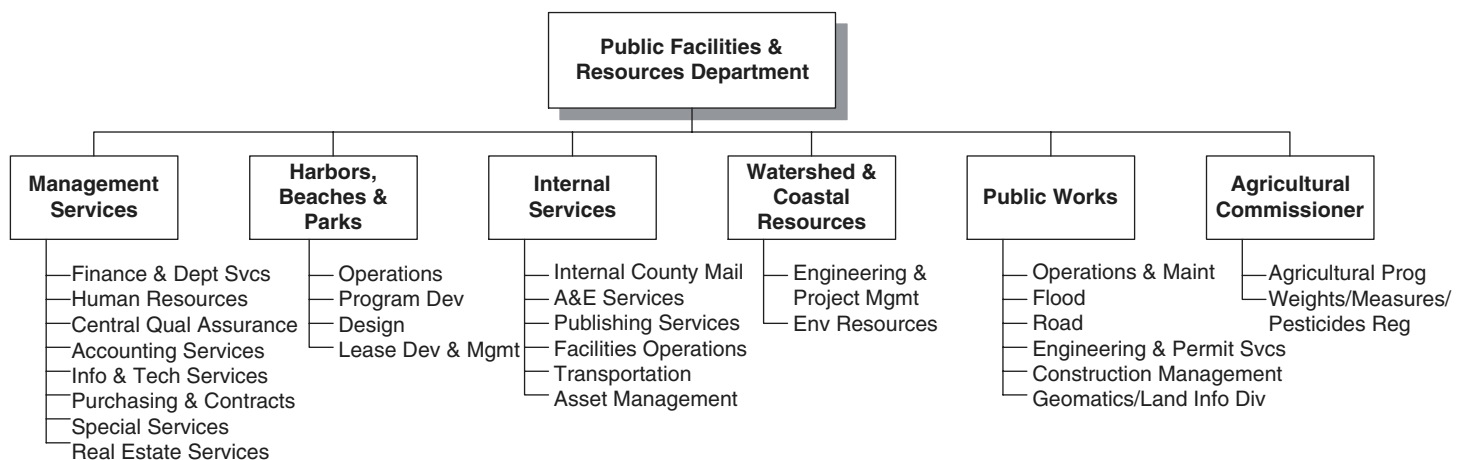 Public Facilities &
Resources Department
Management
Services
Finance & Dept Svcs
Human Resources
Central Qual Assurance
Accounting Services
Info & Tech Services
Purchasing & Contracts
Special Services
Real Estate Services
Harbors,
Beaches &
Parks
Operations
Program Dev
Design
Lease Dev & Mgmt
Internal
Services
Internal County Mail
A&E Services
Publishing Services
Facilities Operations
Transportation
Asset Management
Watershed &
Coastal
Resources
Engineering &
Project Mgmt
Env Resources
Public Works
Operations & Maint
Flood
Road
Engineering & Permit Svcs
Construction Management
Geomatics/Land Info Div
Agricultural
Commissioner
Agricultural Prog
Weights/Measures/
Pesticides Reg